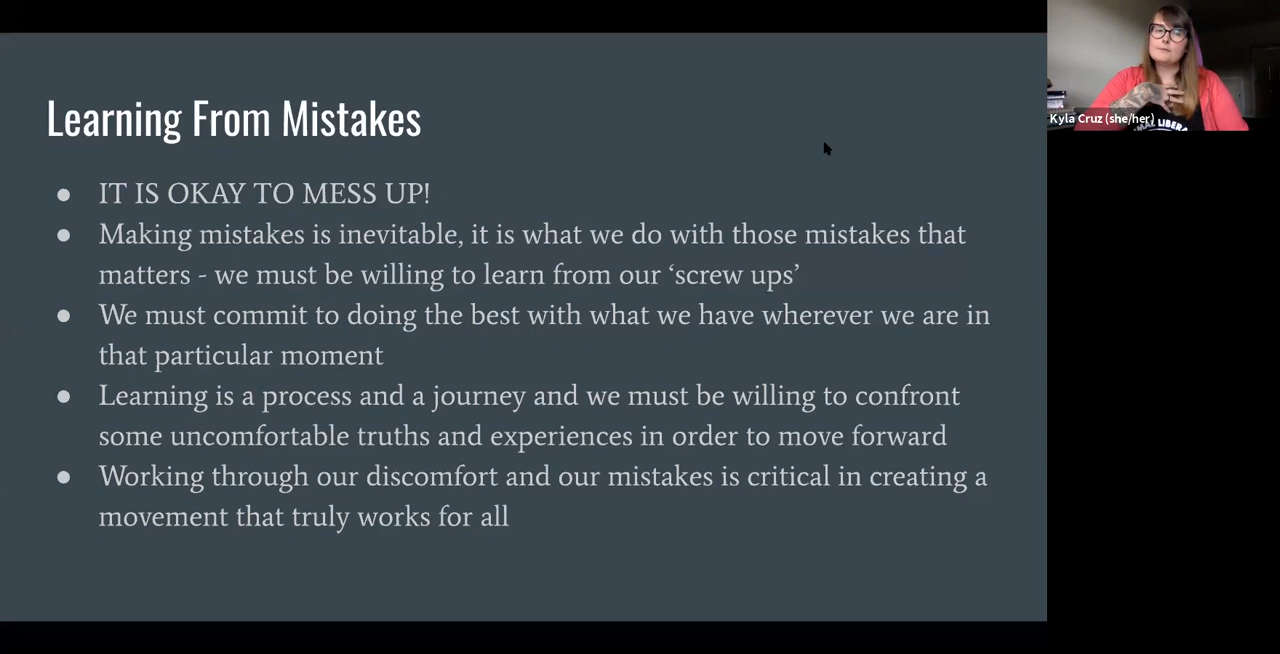 Learning From Mistakes
● IT IS OKAY TO MESS UP!
● Making mistakes is inevitable, it is what we do with those mistakes that
matters - we must be willing to learn from our ‘screw ups’
● We must commit to doing the best with what we have wherever we are in
that particular moment
● Learning is a process and a journey and we must be willing to confront
some uncomfortable truths and experiences in order to move forward
● Working through our discomfort and our mistakes is critical in creating a
movement that truly works for all
Kyla Cruz (she/her)